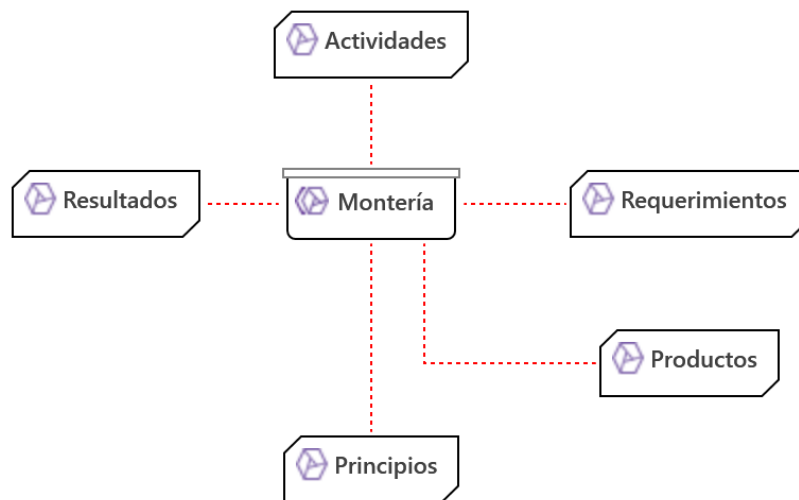 Actividades
Resultados
Montería
Requerimientos
Productos
Principios